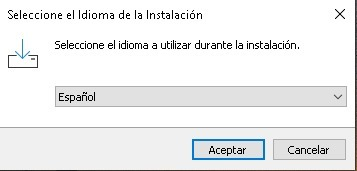 Seleccione el Idioma de la Instalación
Seleccione el idioma a utilizar durante la instalación.
Español
Aceptar
Cancelar